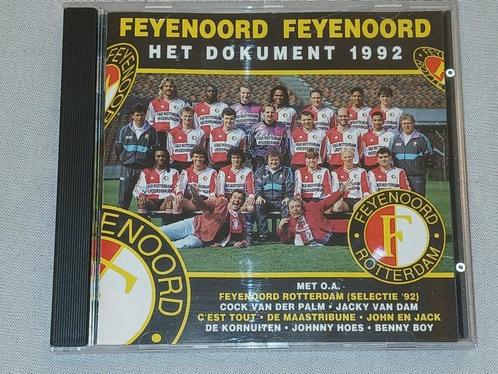 FEYENOORD FEYENOORD
HET DOKUMENT 1992
FEYENOORD
ROTTERDAM
F
MET O.A.
FEYENOORD ROTTERDAM (SELECTIE '92)
COCK VAN DER PALM • JACKY VAN DAM
C'EST TOUT • DE MAASTRIBUNE • JOHN EN JACK
DE KORNUITEN • JOHNNY HOES • BENNY BOY